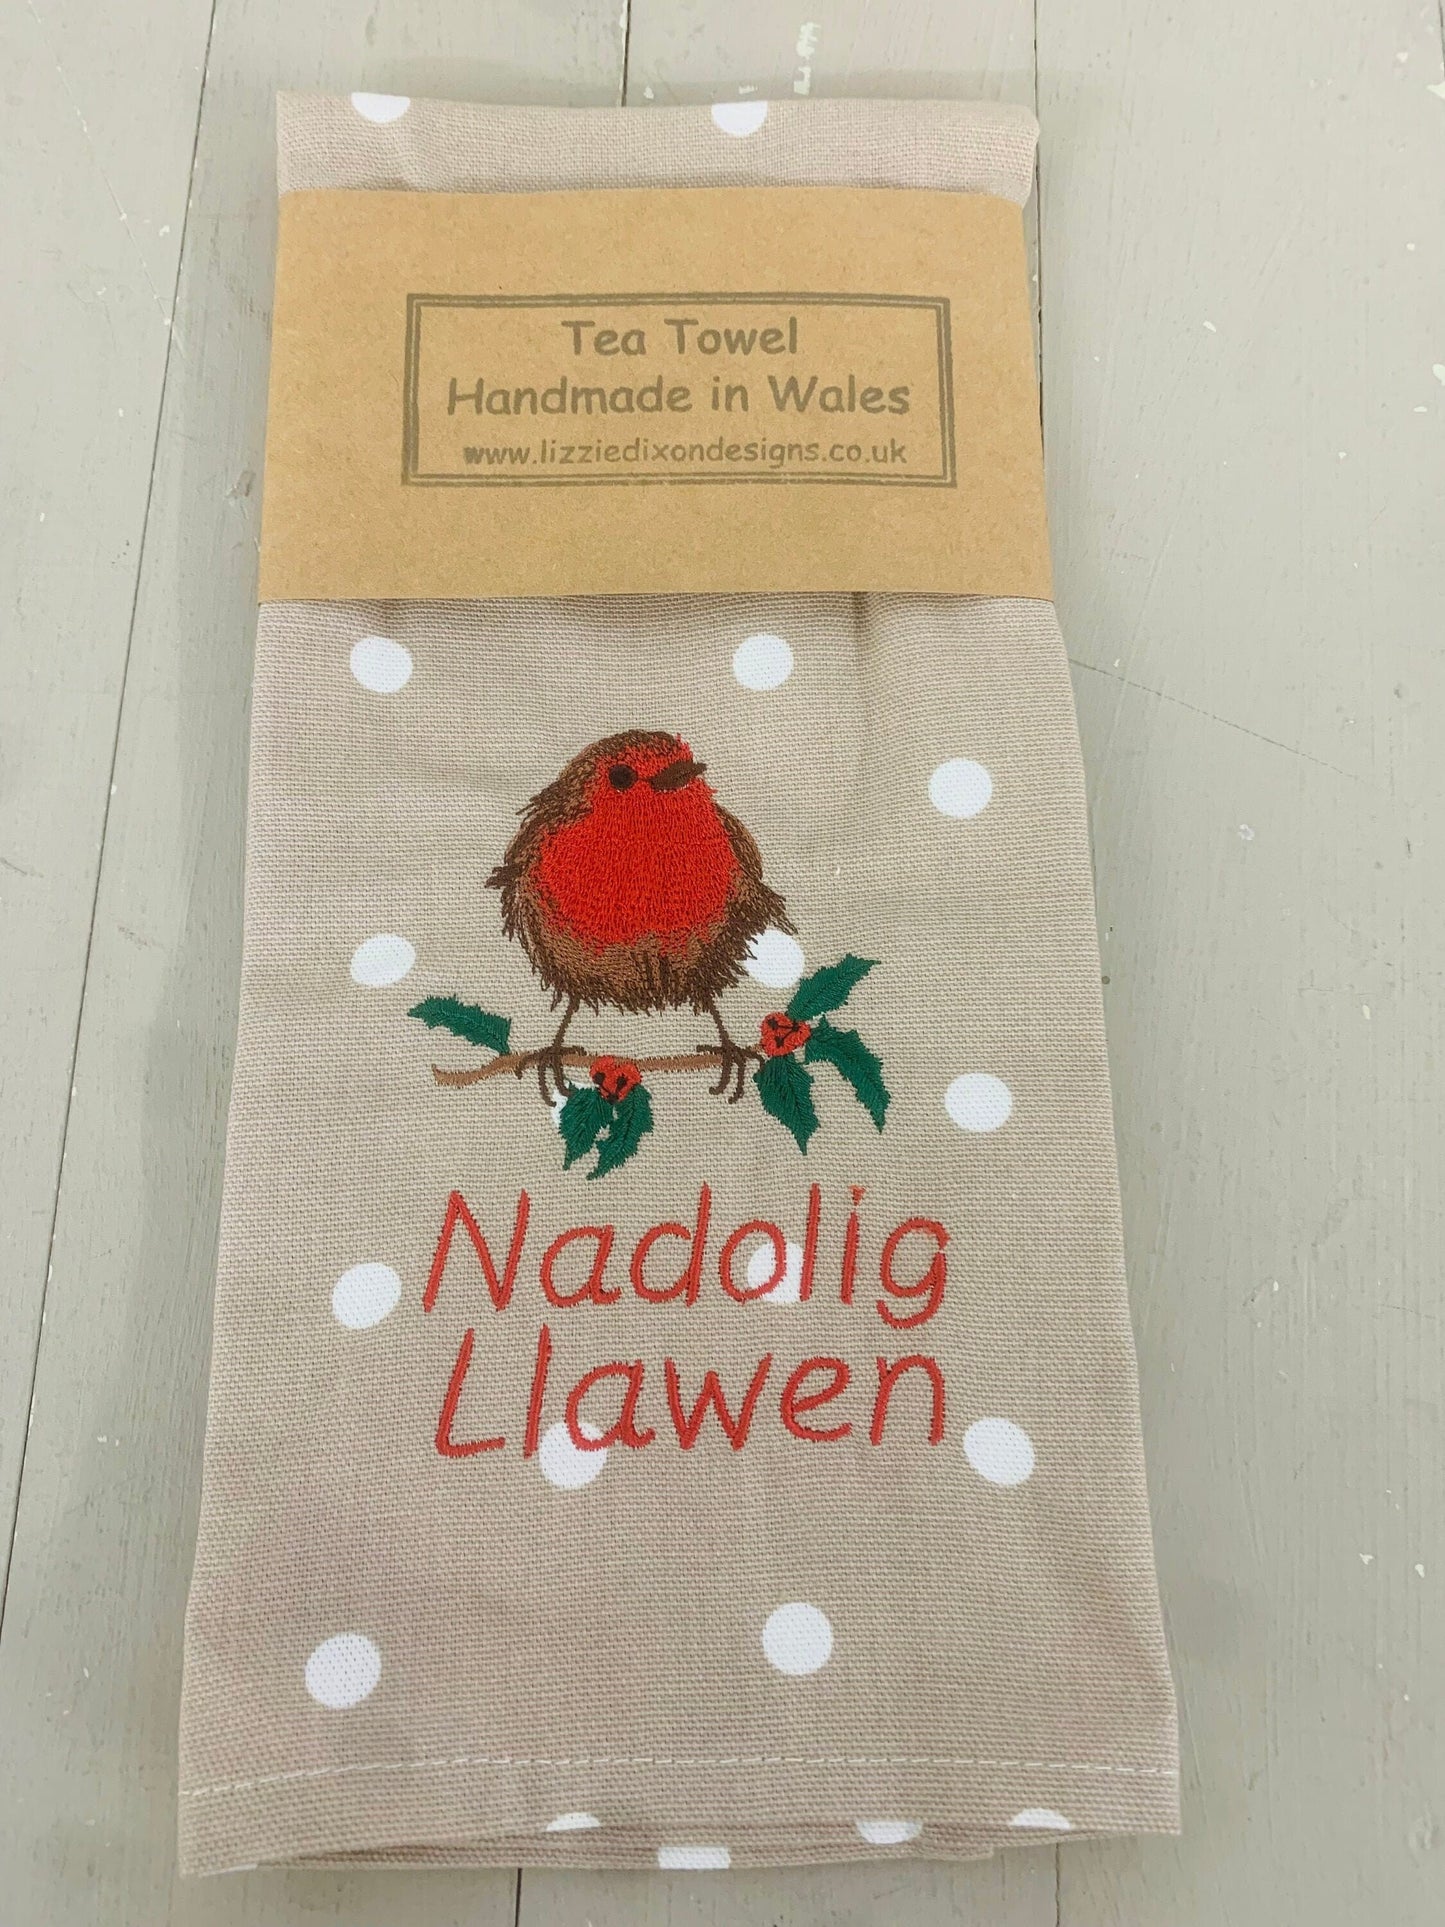 Tea Towel
Handmade in Wales
www.lizziedixondesigns.co.uk
Nadolig
Llawen